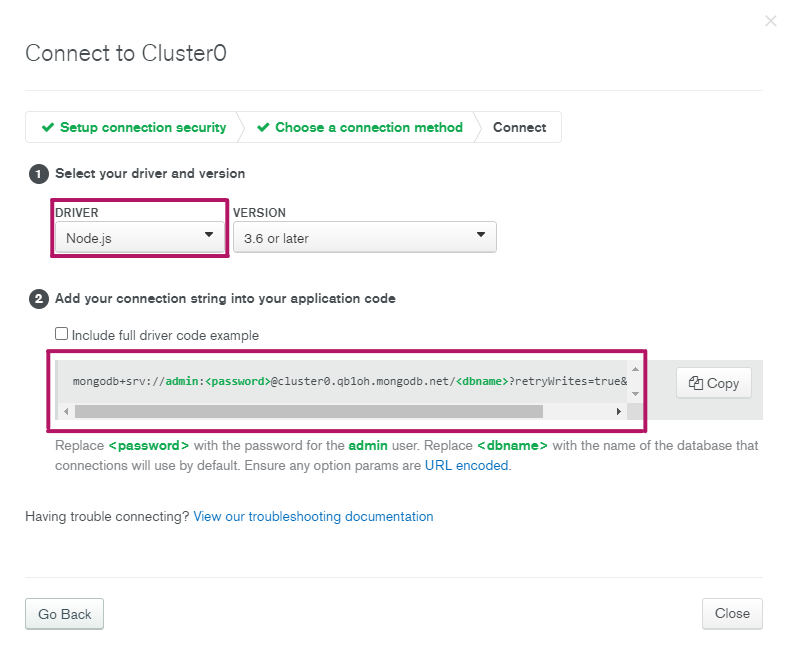 Connect to Cluster0
Setup connection security
Choose a connection method
Connect
1 Select your driver and version
DRIVER
VERSION
Node.js
3.6 or later
2 Add your connection string into your application code
Include full driver code example
mongodb+srv://admin:<password>@cluster0.qb1oh.mongodb.net/<dbname>?retryWrites=true&
Copy
Replace <password> with the password for the admin user. Replace <dbname> with the name of the database that
connections will use by default. Ensure any option params are URL encoded.
Having trouble connecting? View our troubleshooting documentation
Go Back
Close